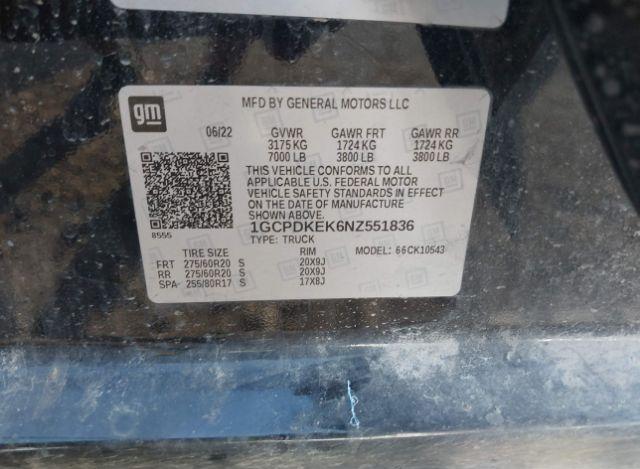 gm
MFD BY GENERAL MOTORS LLC
06/22 GVWR GAWR FRT GAWR RR
3175 KG 1724 KG 1724 KG
7000 LB 3800 LB 3800 LB
THIS VEHICLE CONFORMS TO ALL
APPLICABLE U.S. FEDERAL MOTOR
VEHICLE SAFETY STANDARDS IN EFFECT
ON THE DATE OF MANUFACTURE
SHOWN ABOVE.
8555 1GCPDKEK6NZ551836
TYPE: TRUCK
TIRE SIZE RIM MODEL: 66CK10543
FRT 275/60R20 S 20X9J
RR 275/60R20 S 20X9J
SPA 255/80R17 S 17X8J